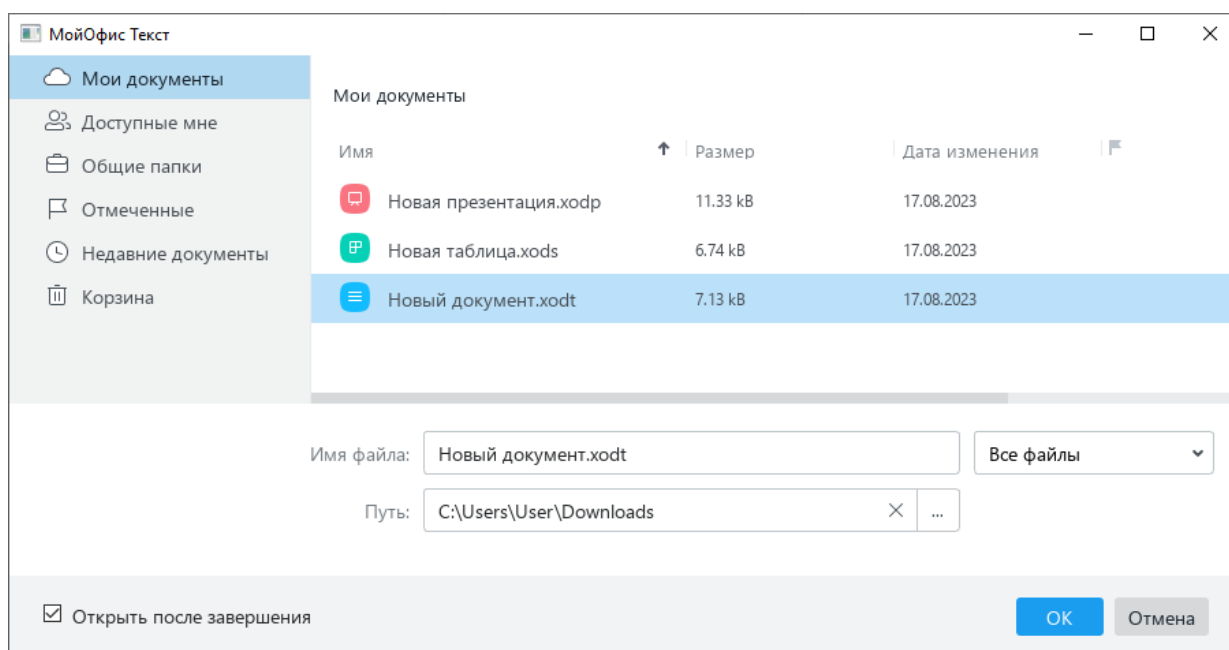 МойОфис Текст
Мои документы
Доступные мне
Общие папки
Отмеченные
Недавние документы
Корзина
Мои документы
Имя Размер Дата изменения
Новая презентация.xodp 11.33 kB 17.08.2023
Новая таблица.xods 6.74 kB 17.08.2023
Новый документ.xodt 7.13 kB 17.08.2023
Имя файла: Новый документ.xodt Все файлы
Путь: C:\Users\User\Downloads ...
Открыть после завершения OK Отмена